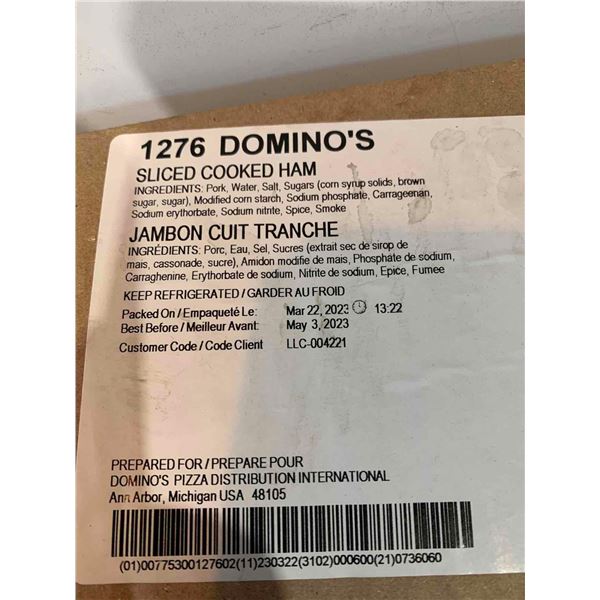 1276 DOMINO'S
SLICED COOKED HAM
INGREDIENTS: Pork, Water, Salt, Sugars (corn syrup solids, brown
sugar, sugar), Modified corn starch, Sodium phosphate, Carrageenan,
Sodium erythorbate, Sodium nitrite, Spice, Smoke
JAMBON CUIT TRANCHE
INGRÉDIENTS: Porc, Eau, Sel, Sucres (extrait sec de sirop de
mais, cassonade, sucre), Amidon modifie de mais, Phosphate de sodium,
Carraghenine, Erythorbate de sodium, Nitrite de sodium, Epice, Fumee
KEEP REFRIGERATED / GARDER AU FROID
Packed On / Empaqueté Le: Mar 22, 2023 13:22
Best Before / Meilleur Avant: May 3, 2023
Customer Code / Code Client LLC-004221
PREPARED FOR / PREPARE POUR
DOMINO'S PIZZA DISTRIBUTION INTERNATIONAL
Ann Arbor, Michigan USA 48105
(01)00775300127602(11)230322(3102)000600(21)0736060